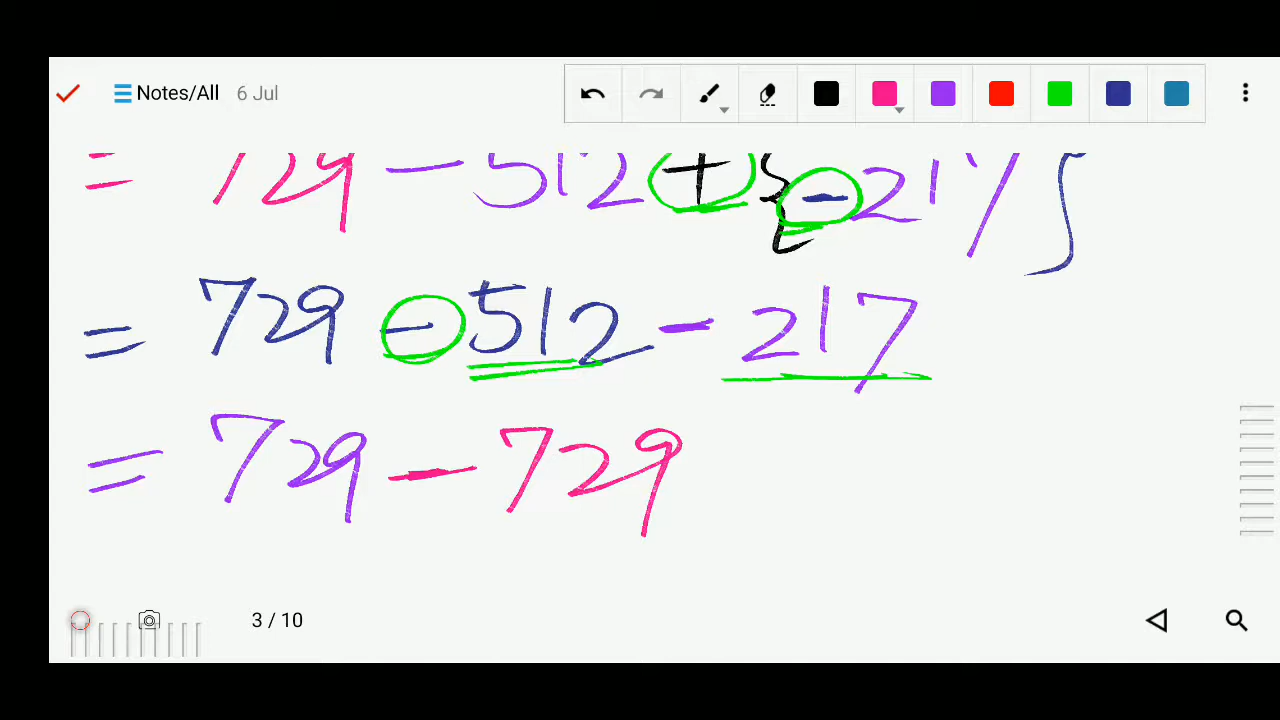 Notes/All 6 Jul
= 729 - 512 + { - 217 }
= 729 - 512 - 217
= 729 - 729
3 / 10